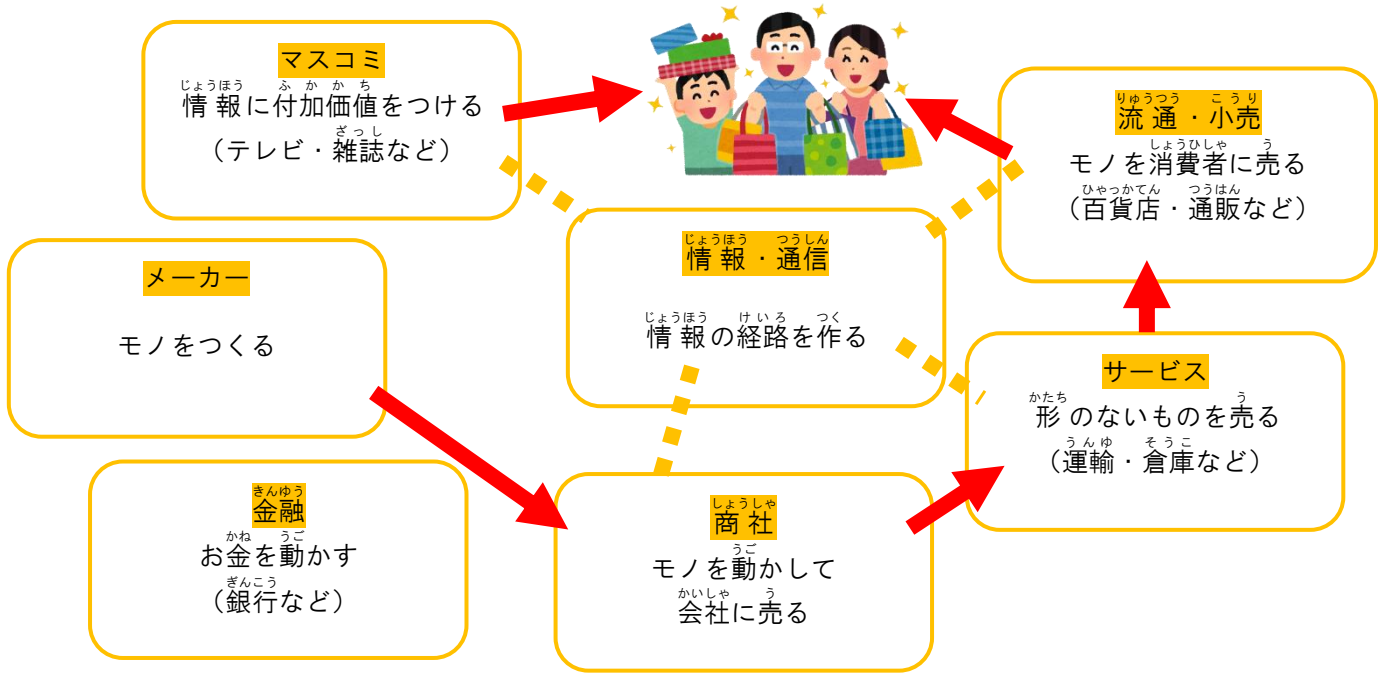 マスコミ
じょうほう ふかかち
情報に付加価値をつける
ざっし
（テレビ・雑誌など）
りゅうつう こうり
流通・小売
しょうひしゃ う
モノを消費者に売る
ひゃっかてん つうはん
（百貨店・通販など）
メーカー
モノをつくる
じょうほう つうしん
情報・通信
じょうほう けいろ つく
情報の経路を作る
サービス
かたち う
形のないものを売る
うんゆ そうこ
（運輸・倉庫など）
きんゆう
金融
かね うご
お金を動かす
ぎんこう
（銀行など）
しょうしゃ
商社
うご
モノを動かして
かいしゃ う
会社に売る